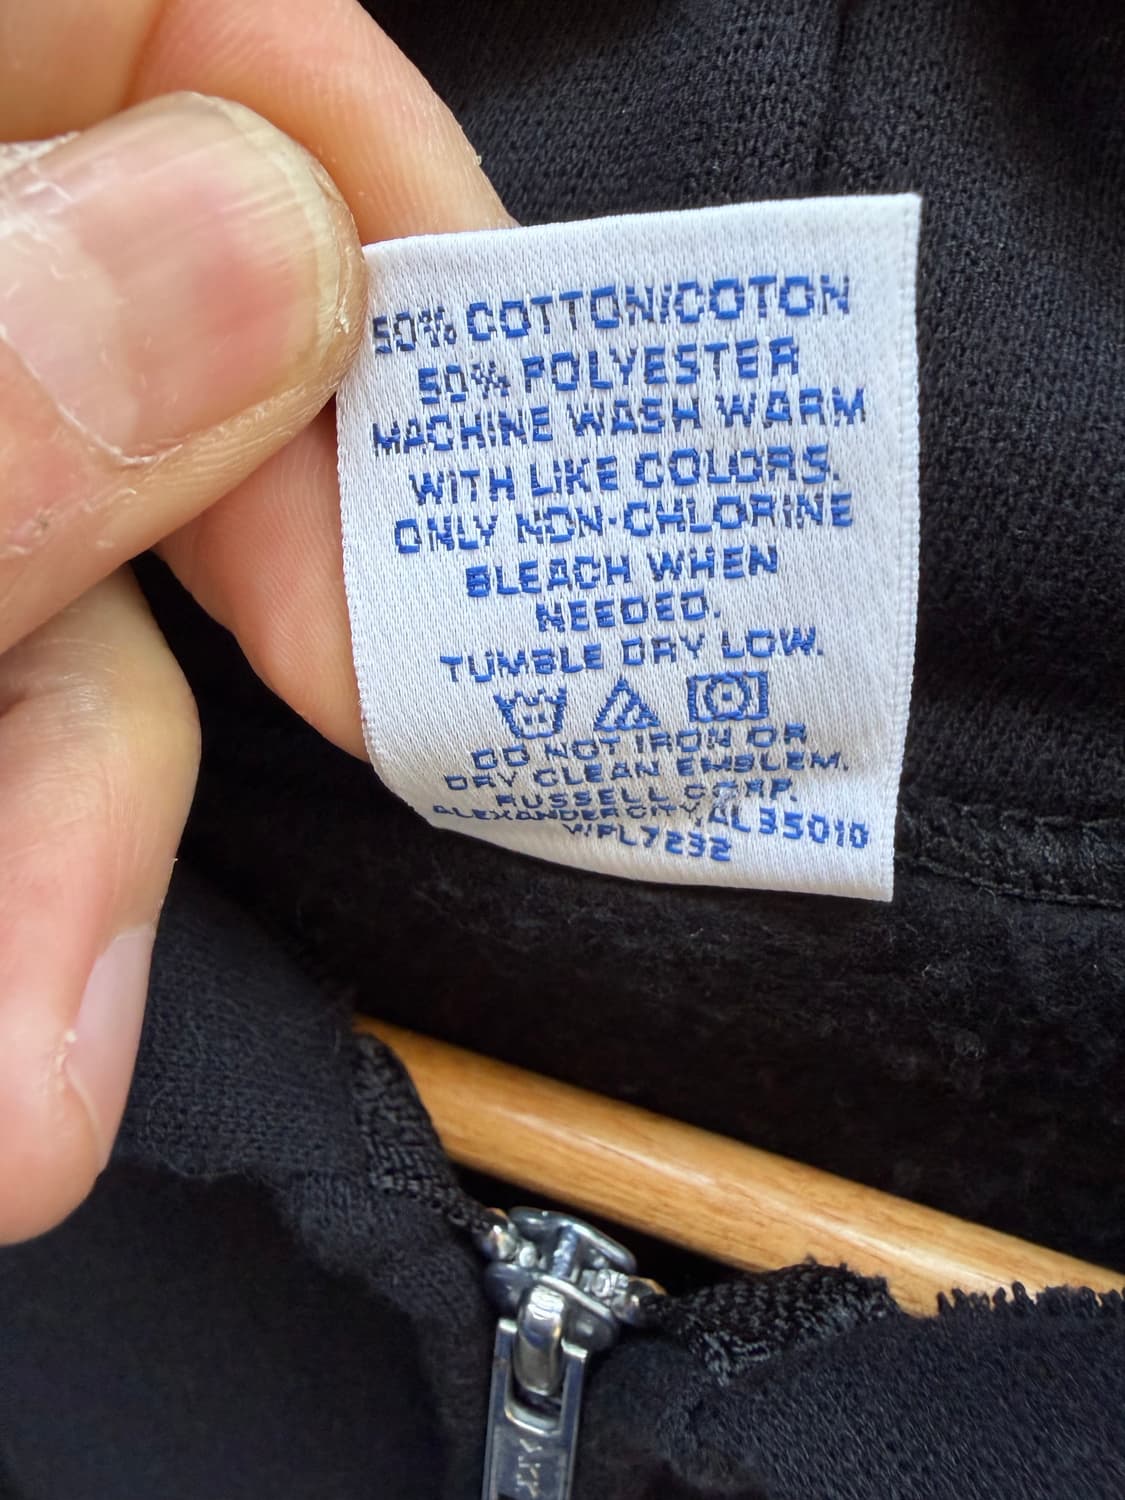 50% COTTON/COTON
50% POLYESTER
MACHINE WASH WARM
WITH LIKE COLORS.
ONLY NON-CHLORINE
BLEACH WHEN
NEEDED.
TUMBLE DRY LOW.
DO NOT IRON OR
DRY CLEAN EMBLEM.
RUSSELL CORP.
ALEXANDER CITY, AL 35010
WPL7232